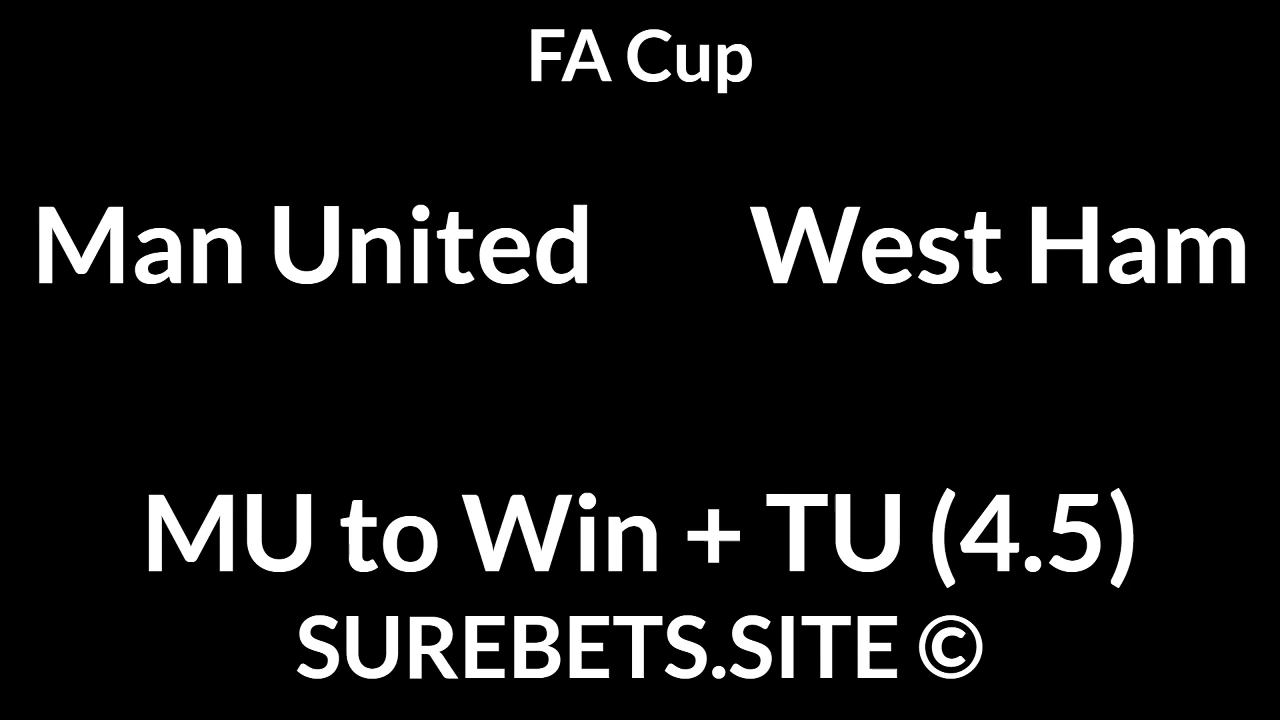 FA Cup
Man United West Ham
MU to Win + TU (4.5)
SUREBETS.SITE ©